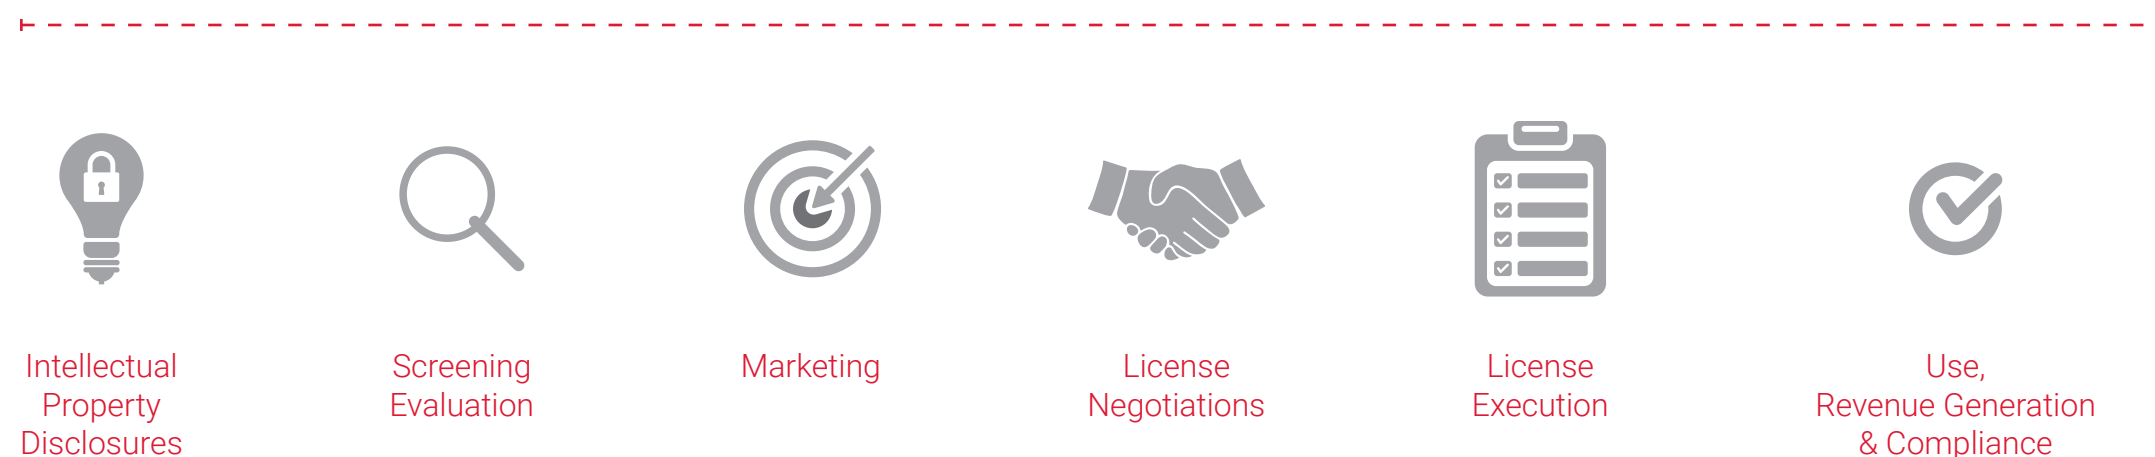 Intellectual
Property
Disclosures
Screening
Evaluation
Marketing
License
Negotiations
License
Execution
Use,
Revenue Generation
& Compliance